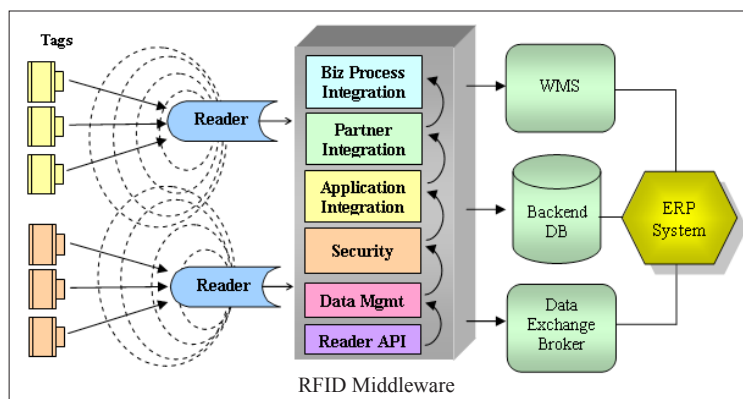 Tags
Reader
Reader
Biz Process
Integration
Partner
Integration
Application
Integration
Security
Data Mgmt
Reader API
RFID Middleware
WMS
Backend
DB
Data
Exchange
Broker
ERP
System